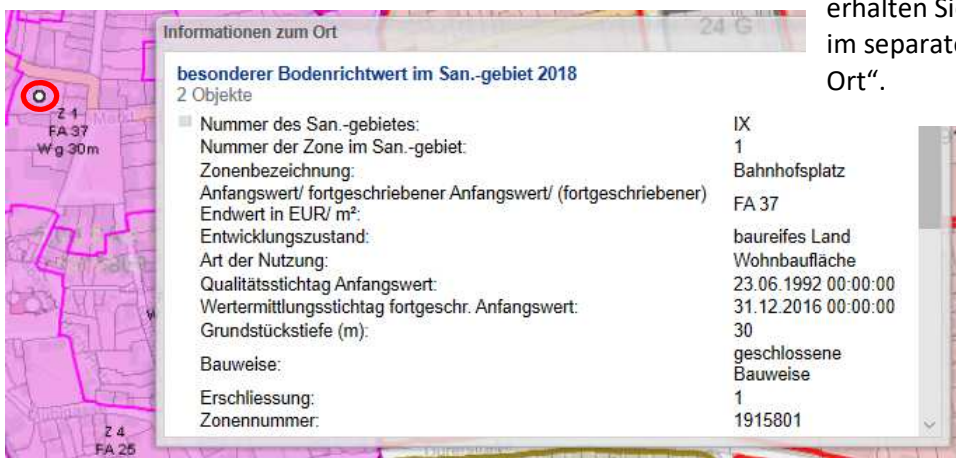 erhalten Si
im separat
Ort“.
Informationen zum Ort
24 G
besonderer Bodenrichtwert im San.-gebiet 2018
2 Objekte
Nummer des San.-gebietes: IX
Nummer der Zone im San.-gebiet: 1
Zonenbezeichnung: Bahnhofsplatz
Anfangswert/ fortgeschriebener Anfangswert/ (fortgeschriebener)
Endwert in EUR/ m²: FA 37
Entwicklungszustand: baureifes Land
Art der Nutzung: Wohnbaufläche
Qualitätsstichtag Anfangswert: 23.06.1992 00:00:00
Wertermittlungsstichtag fortgeschr. Anfangswert: 31.12.2016 00:00:00
Grundstückstiefe (m): 30
Bauweise: geschlossene
Bauweise
Erschliessung: 1
Zonennummer: 1915801
Z 1
FA 37
W g 30m
Z 4
FA 25